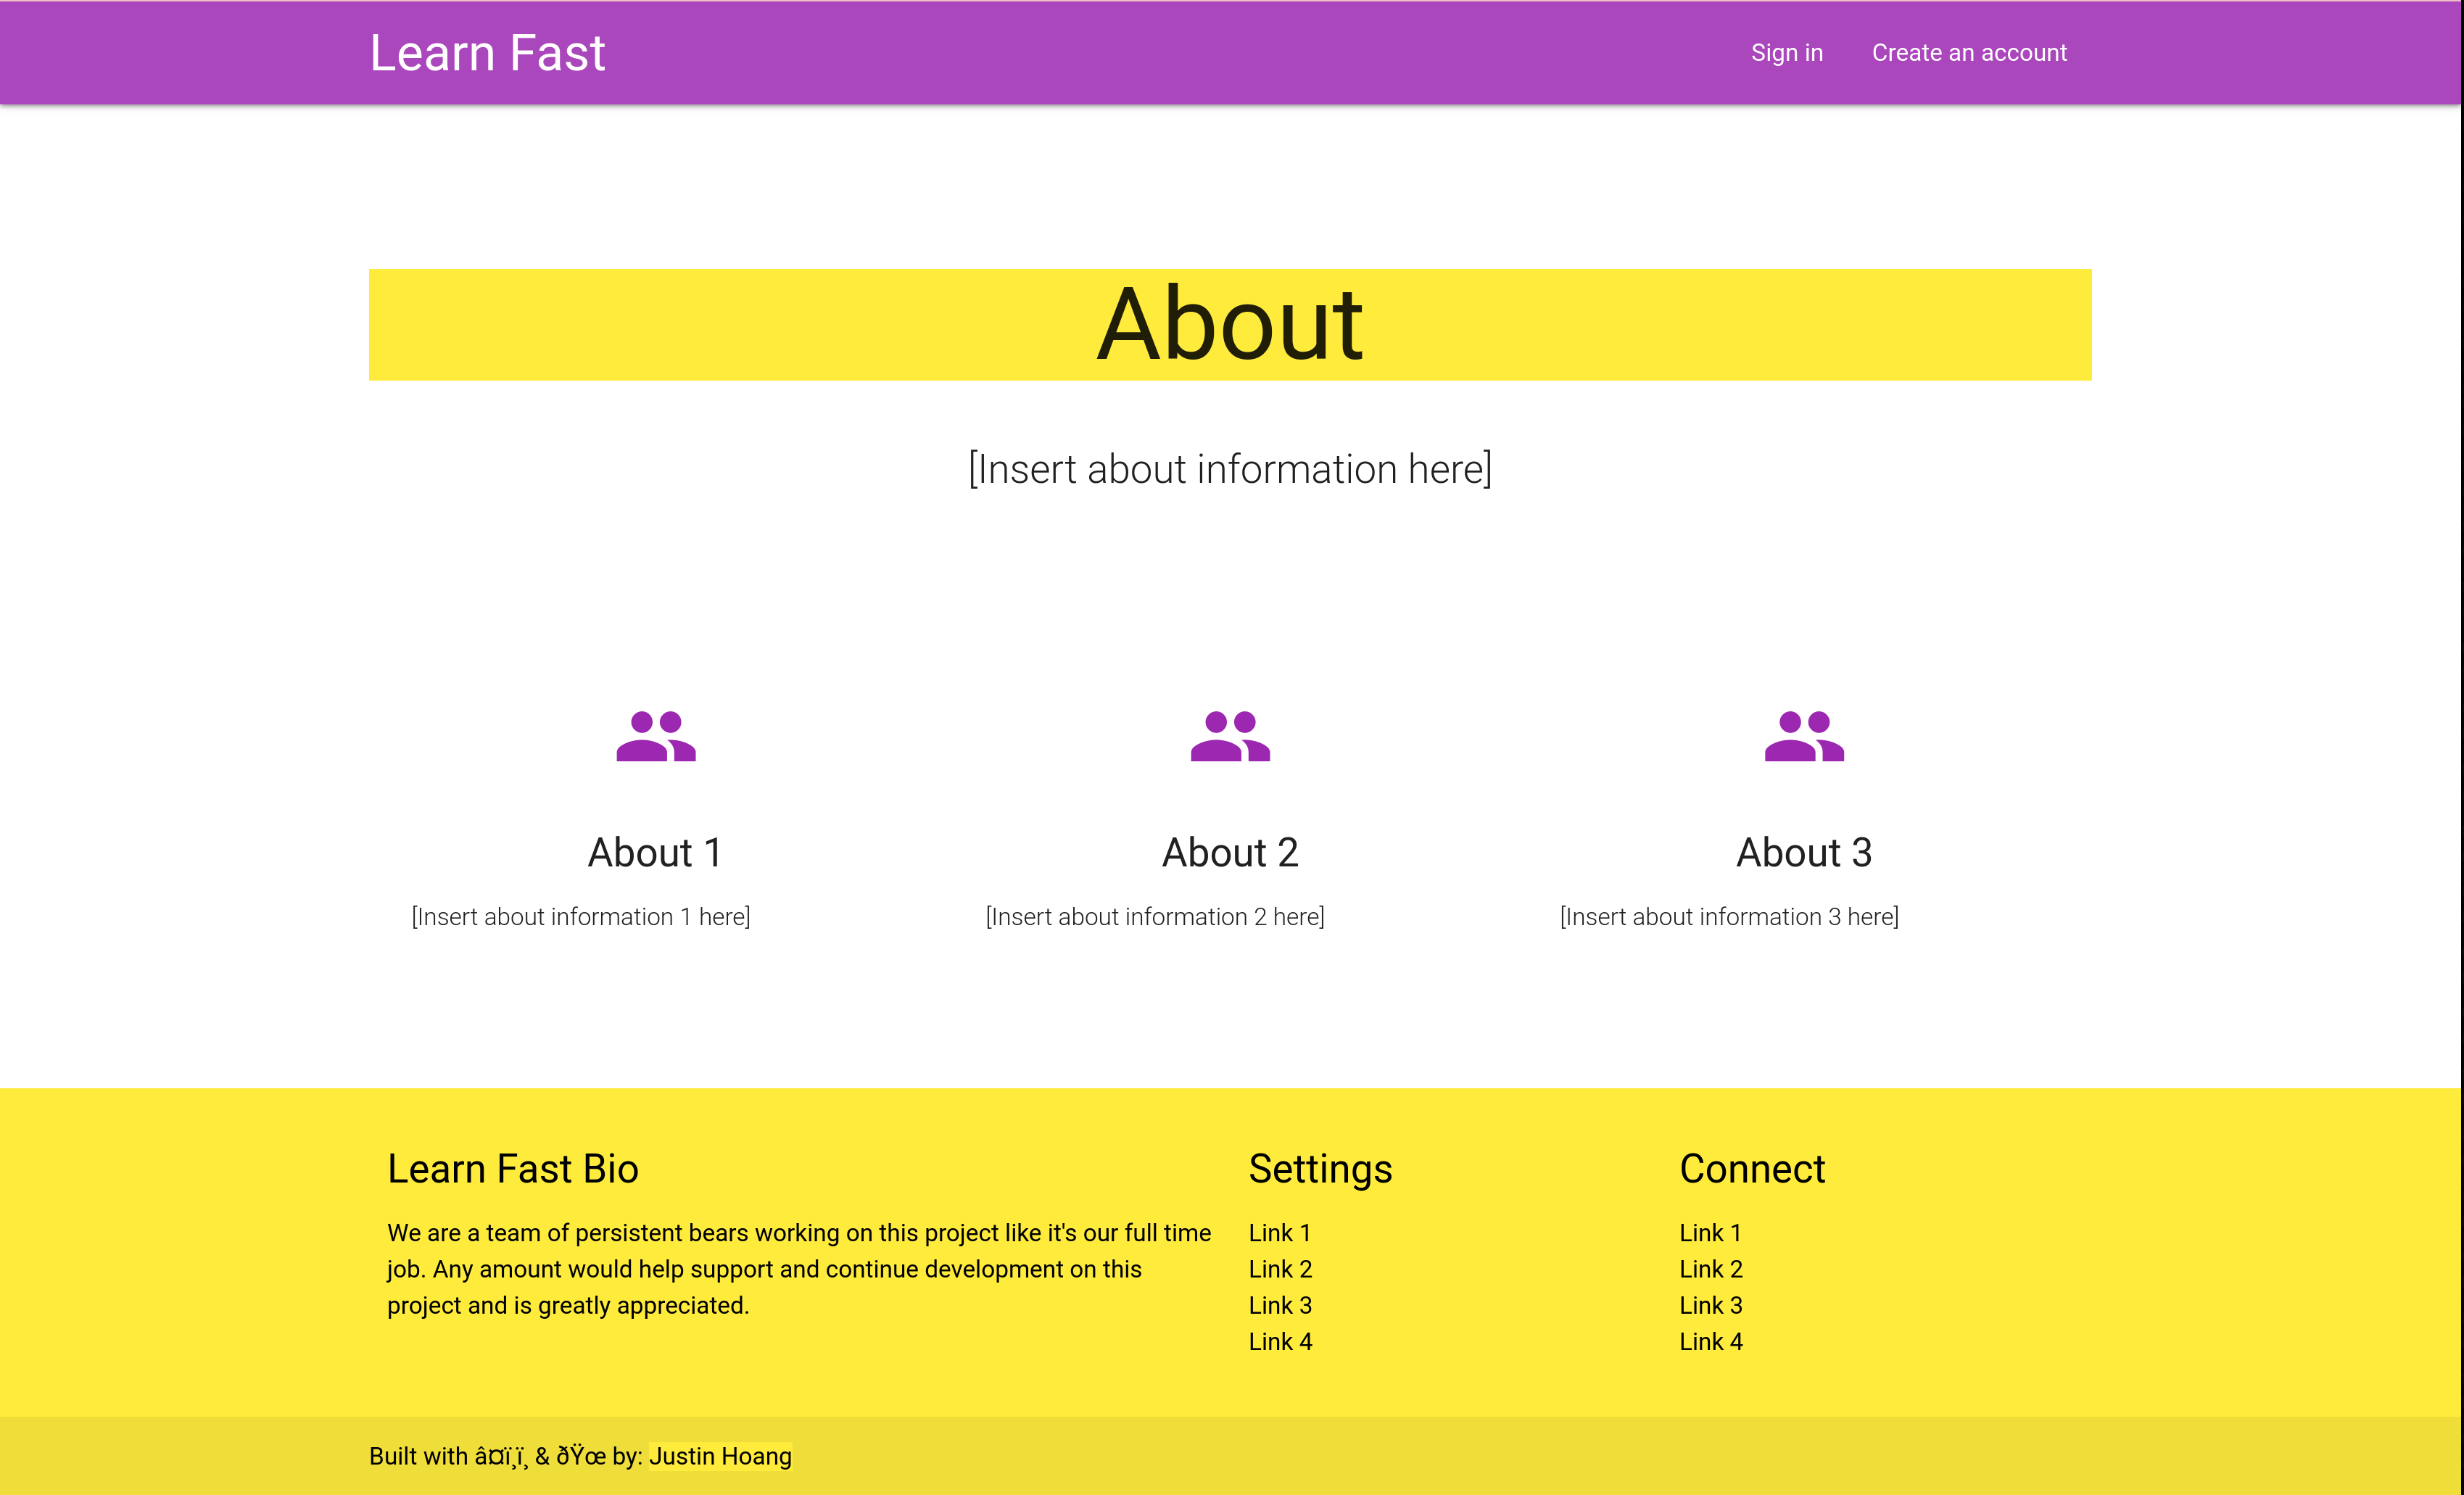 Learn Fast
Sign in
Create an account
About
[Insert about information here]
About 1
About 2
About 3
[Insert about information 1 here]
[Insert about information 2 here]
[Insert about information 3 here]
Learn Fast Bio
We are a team of persistent bears working on this project like it's our full time
job. Any amount would help support and continue development on this
project and is greatly appreciated.
Settings
Link 1
Link 2
Link 3
Link 4
Connect
Link 1
Link 2
Link 3
Link 4
Built with â¤ï¸ï¸ & ðŸœ by: Justin Hoang